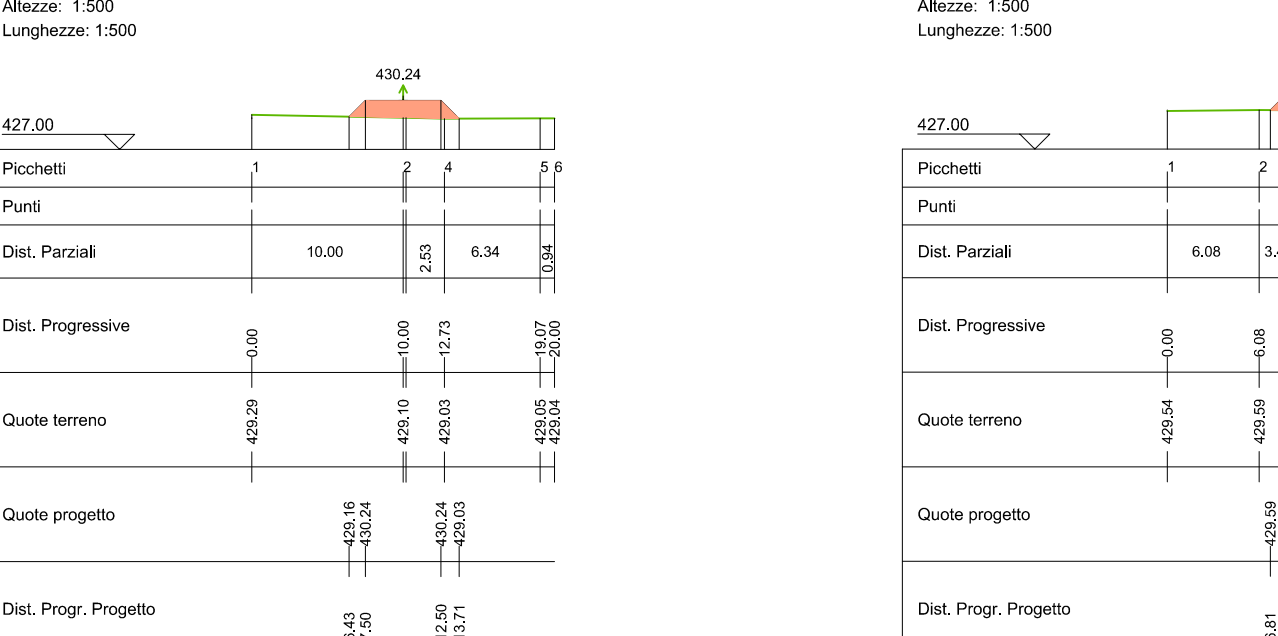 Altezze: 1:500
Lunghezze: 1:500
430.24
427.00
Picchetti 1 2 4 5 6
Punti
Dist. Parziali 10.00 2.53 6.34 0.94
Dist. Progressive 0.00 10.00 12.73 19.07 20.00
Quote terreno 429.29 429.10 429.03 429.05 429.04
Quote progetto 429.16 430.24 430.24 429.03
Dist. Progr. Progetto 12.50 13.71
Altezze: 1:500
Lunghezze: 1:500
427.00
Picchetti 1 2
Punti
Dist. Parziali 6.08
Dist. Progressive 0.00 6.08
Quote terreno 429.54 429.59
Quote progetto 429.59
Dist. Progr. Progetto